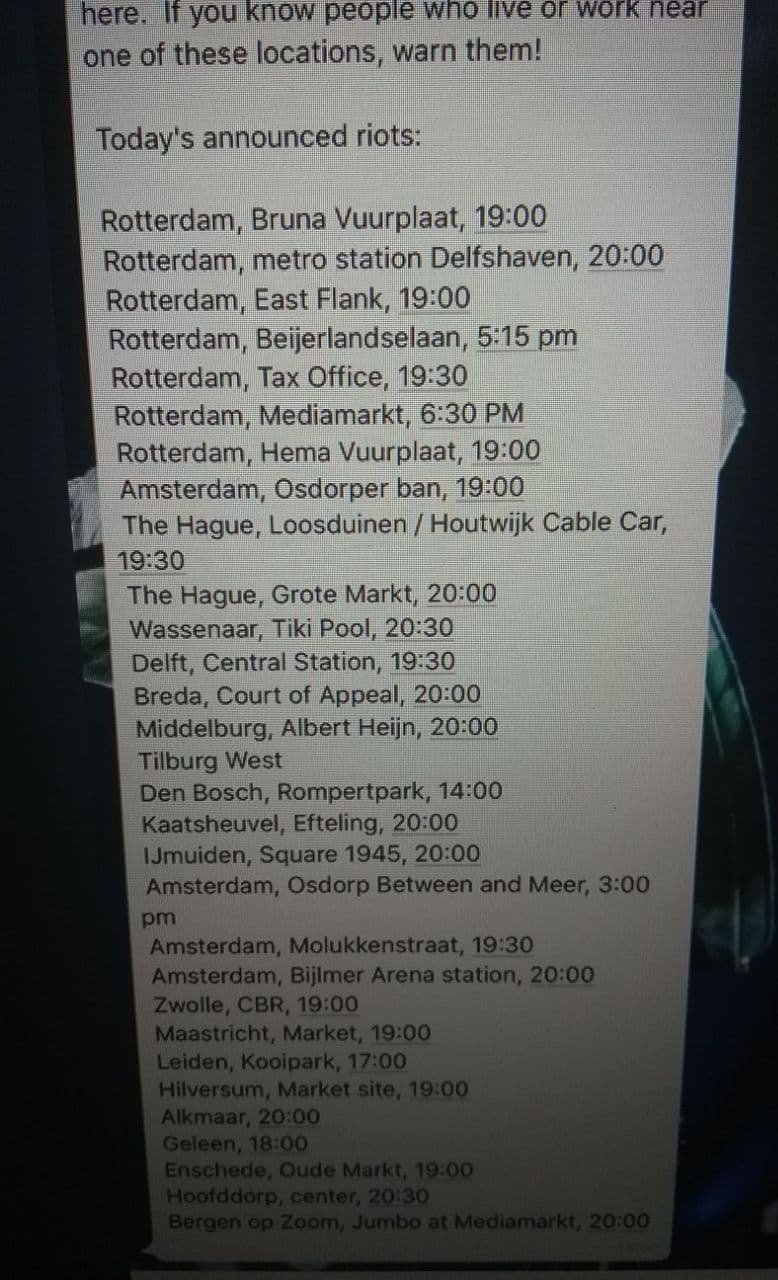 here. If you know people who live or work near
one of these locations, warn them!
Today's announced riots:
Rotterdam, Bruna Vuurplaat, 19:00
Rotterdam, metro station Delfshaven, 20:00
Rotterdam, East Flank, 19:00
Rotterdam, Beijerlandselaan, 5:15 pm
Rotterdam, Tax Office, 19:30
Rotterdam, Mediamarkt, 6:30 PM
Rotterdam, Hema Vuurplaat, 19:00
Amsterdam, Osdorper ban, 19:00
The Hague, Loosduinen / Houtwijk Cable Car,
19:30
The Hague, Grote Markt, 20:00
Wassenaar, Tiki Pool, 20:30
Delft, Central Station, 19:30
Breda, Court of Appeal, 20:00
Middelburg, Albert Heijn, 20:00
Tilburg West
Den Bosch, Rompertpark, 14:00
Kaatsheuvel, Efteling, 20:00
IJmuiden, Square 1945, 20:00
Amsterdam, Osdorp Between and Meer, 3:00
pm
Amsterdam, Molukkenstraat, 19:30
Amsterdam, Bijlmer Arena station, 20:00
Zwolle, CBR, 19:00
Maastricht, Market, 19:00
Leiden, Kooipark, 17:00
Hilversum, Market site, 19:00
Alkmaar, 20:00
Geleen, 18:00
Enschede, Oude Markt, 19:00
Hoofddorp, center, 20:30
Bergen op Zoom, Jumbo at Mediamarkt, 20:00